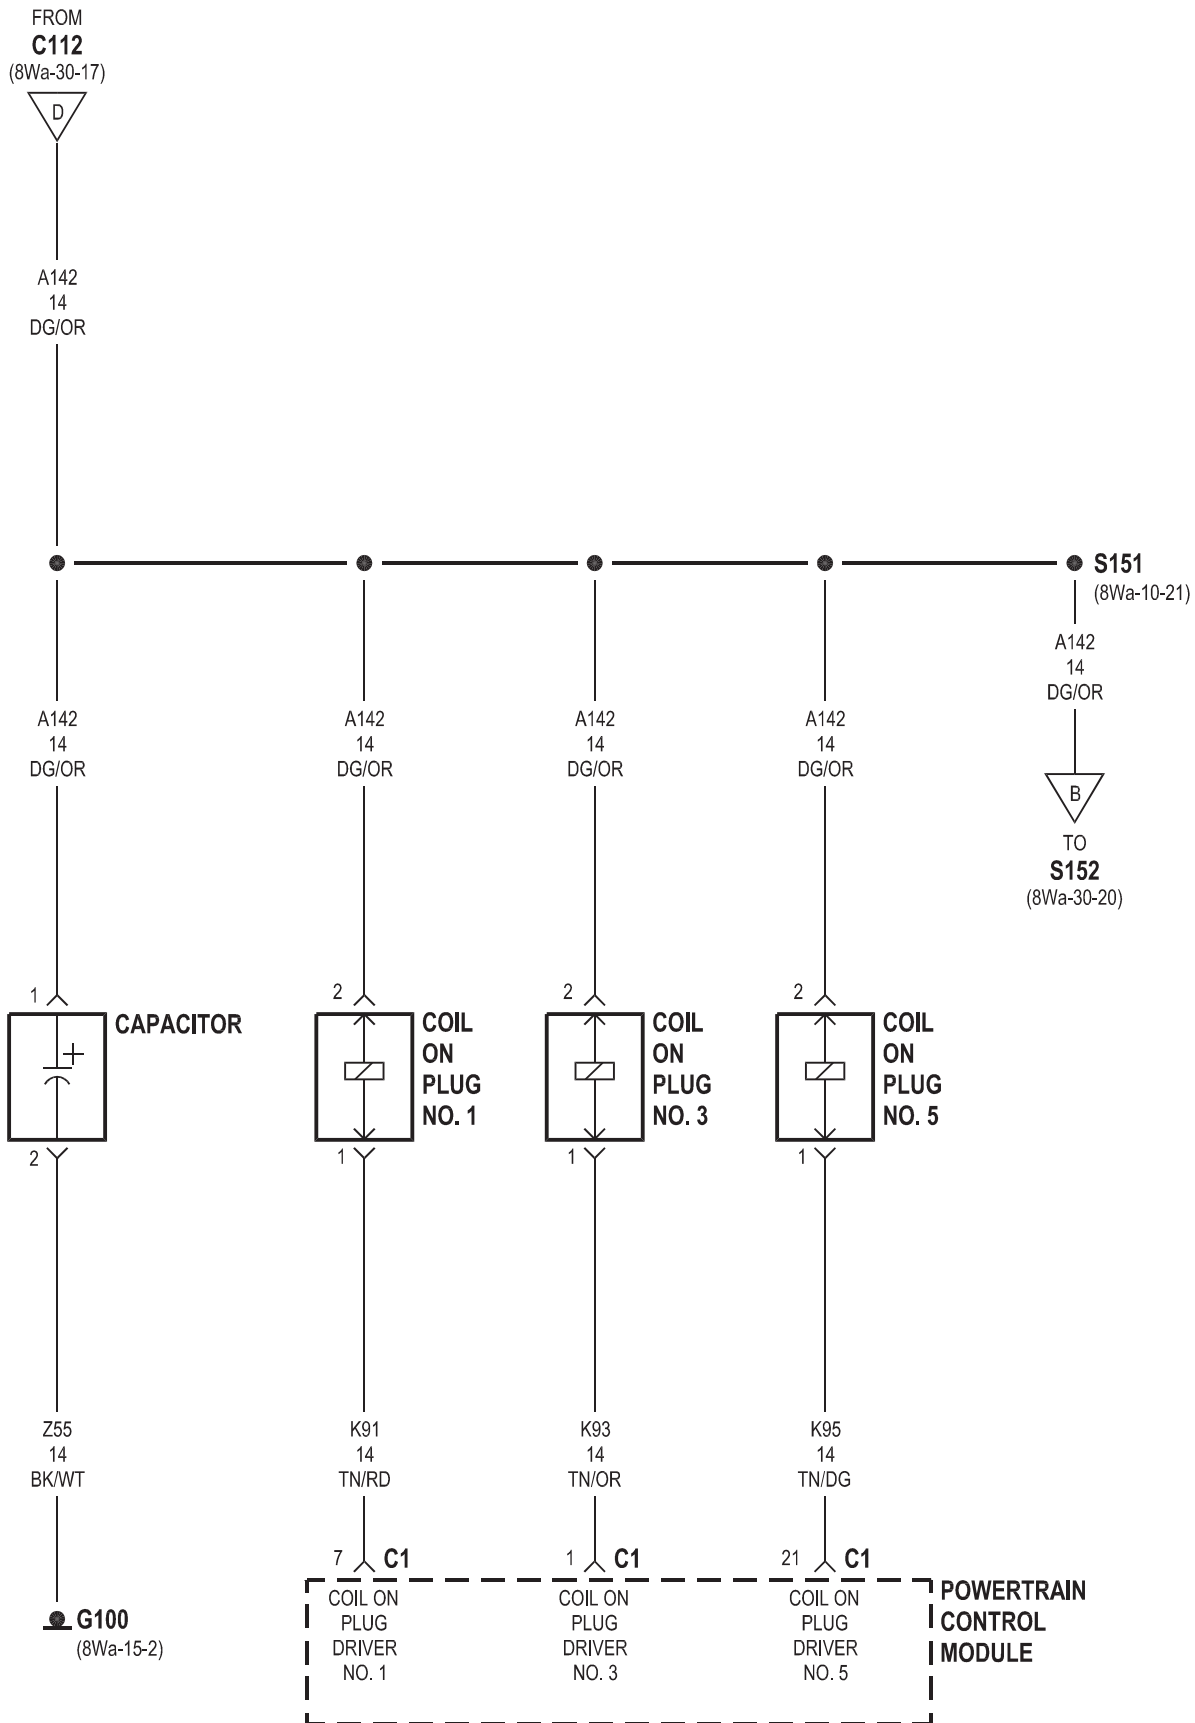 FROM
C112
(8Wa-30-17)
D
A142
14
DG/OR
S151
(8Wa-10-21)
A142
14
DG/OR
B
TO
S152
(8Wa-30-20)
A142
14
DG/OR
A142
14
DG/OR
A142
14
DG/OR
A142
14
DG/OR
1
CAPACITOR
+
2
2
COIL
ON
PLUG
NO. 1
1
2
COIL
ON
PLUG
NO. 3
1
2
COIL
ON
PLUG
NO. 5
1
Z55
14
BK/WT
K91
14
TN/RD
K93
14
TN/OR
K95
14
TN/DG
G100
(8Wa-15-2)
7 C1
COIL ON
PLUG
DRIVER
NO. 1
1 C1
COIL ON
PLUG
DRIVER
NO. 3
21 C1
COIL ON
PLUG
DRIVER
NO. 5
POWERTRAIN
CONTROL
MODULE